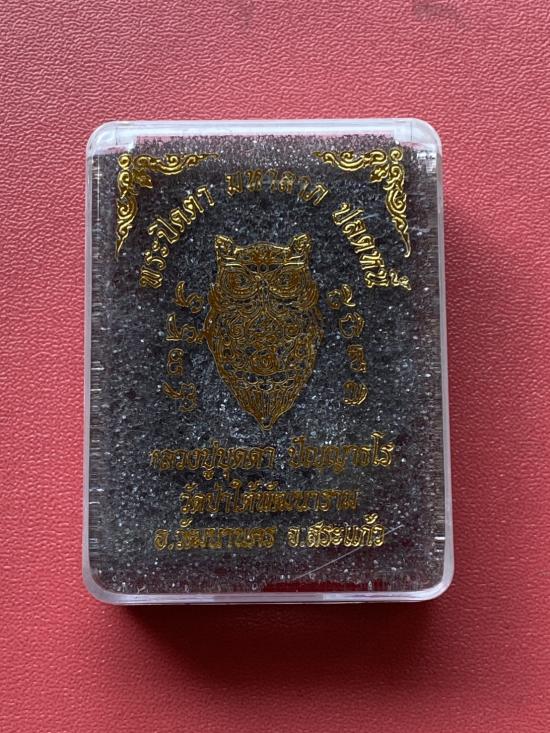 พระปิดตา มหาลาภ ปลดหนี้
หลวงปู่บุดดา ปัญญาธโร
วัดป่าใต้พัฒนาราม
อ.วัฒนานคร จ.สระแก้ว